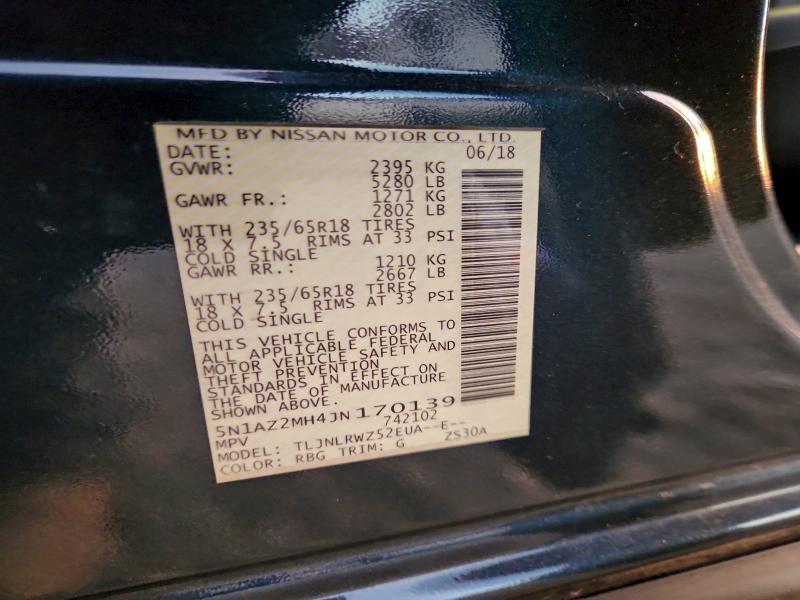 MFD BY NISSAN MOTOR CO., LTD.
DATE: 06/18
GVWR: 2395 KG
5280 LB
GAWR FR.: 1271 KG
2802 LB
WITH 235/65R18 TIRES
18 X 7.5 RIMS AT 33 PSI
COLD SINGLE
GAWR RR.: 1210 KG
2667 LB
WITH 235/65R18 TIRES
18 X 7.5 RIMS AT 33 PSI
COLD SINGLE
THIS VEHICLE CONFORMS TO
ALL APPLICABLE FEDERAL
MOTOR VEHICLE SAFETY AND
THEFT PREVENTION
STANDARDS IN EFFECT ON
THE DATE OF MANUFACTURE
SHOWN ABOVE.
5N1AZ2MH4JN170139
MPV 742102
MODEL: TLJNLRWZ52EUA--E--
COLOR: RBG TRIM: G ZS30A